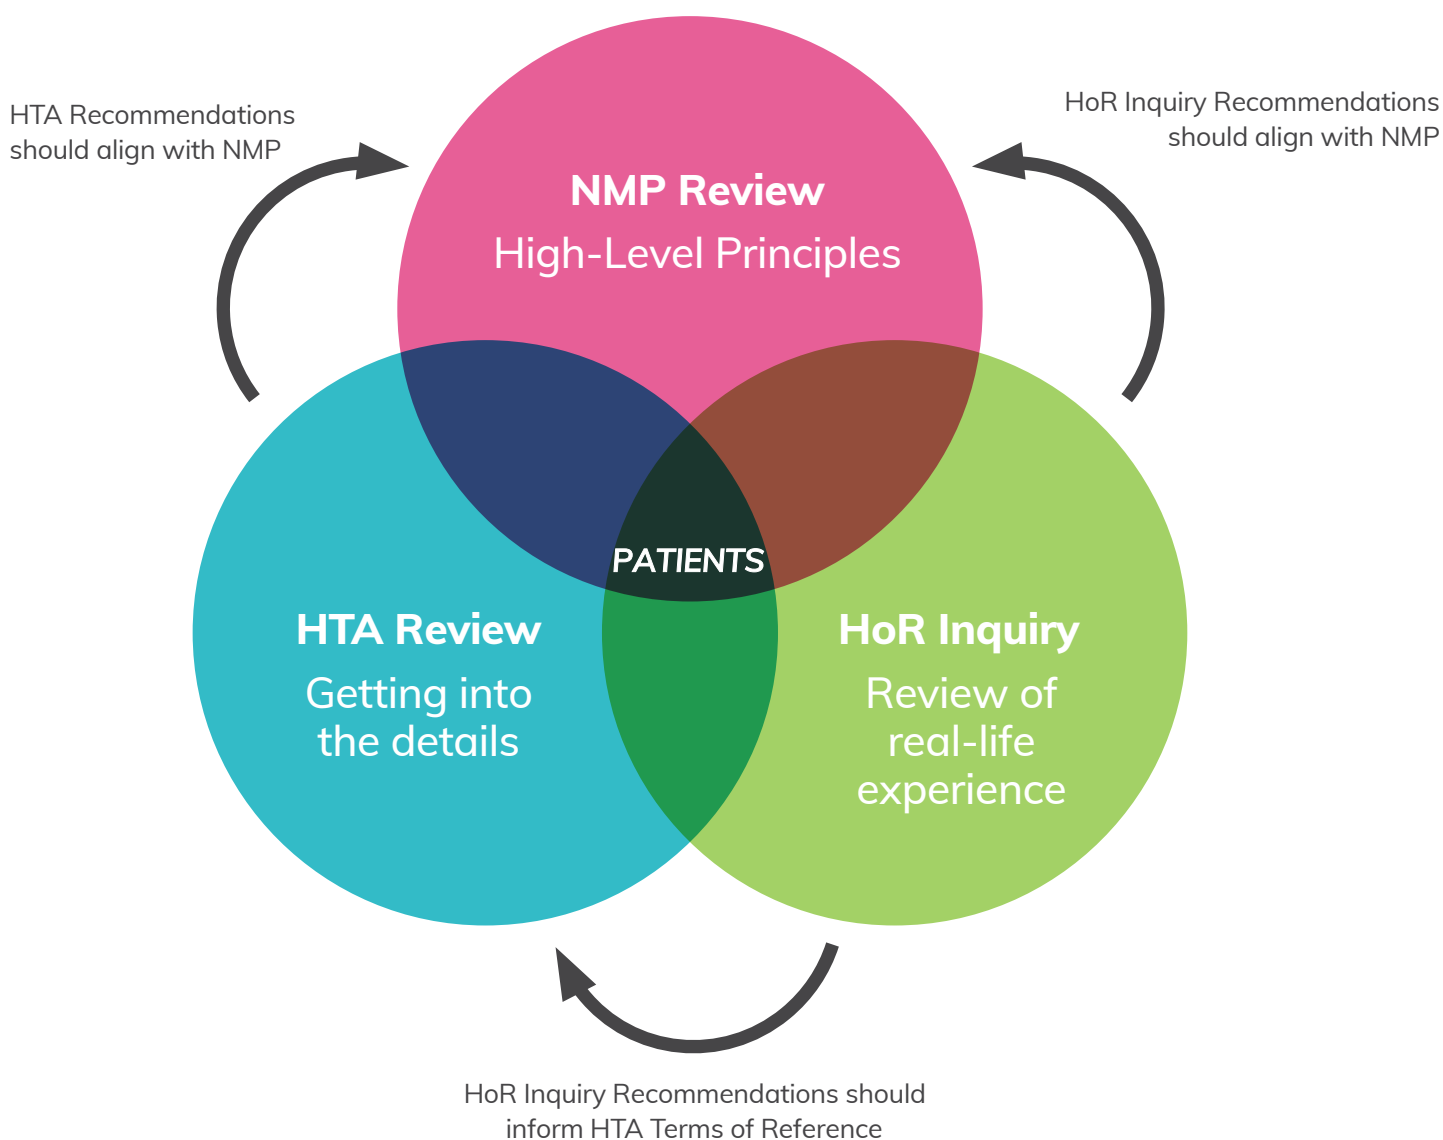 HTA Recommendations
should align with NMP
HoR Inquiry Recommendations
should align with NMP
NMP Review
High-Level Principles
PATIENTS
HTA Review
Getting into
the details
HoR Inquiry
Review of
real-life
experience
HoR Inquiry Recommendations should
inform HTA Terms of Reference